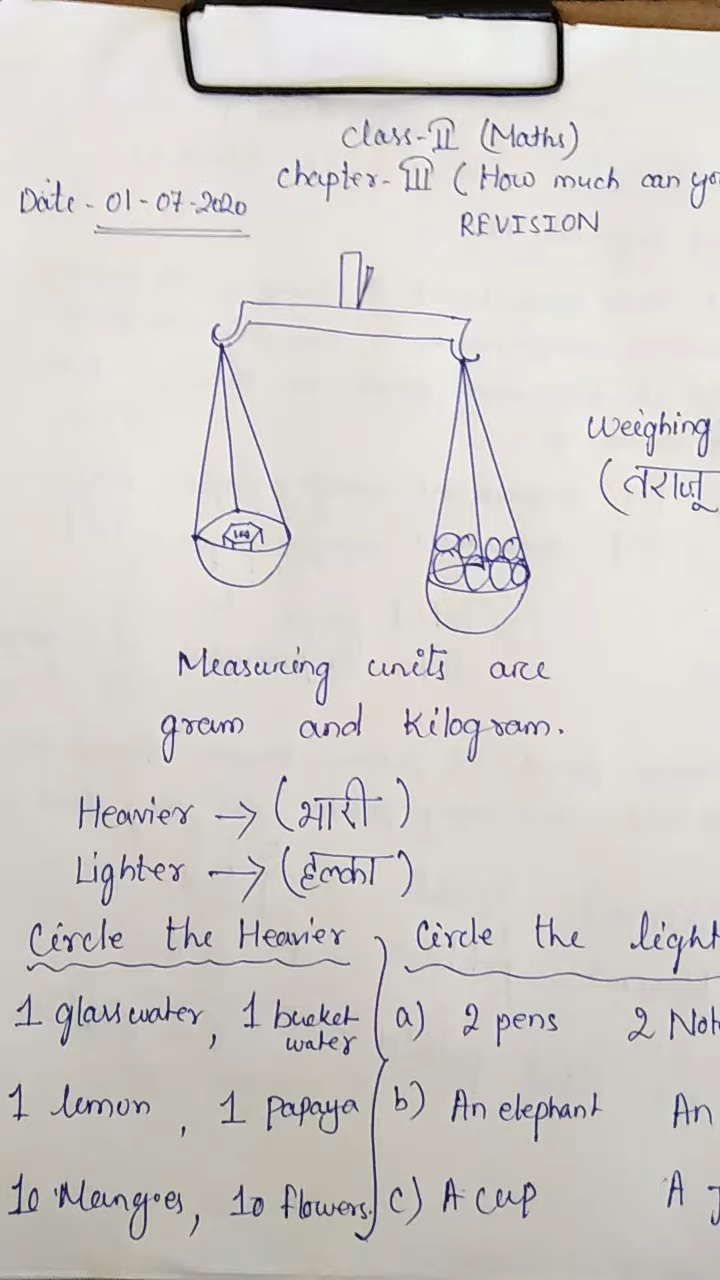 Class-II (Maths)
Chapter-III (How much can yo
Date - 01-07-2020
REVISION
Weighing
(तराजू
Measuring units are
gram and Kilogram.
Heavier → (भारी)
Lighter → (हल्का)
Circle the Heavier
1 glass water, 1 bucket water
1 lemon, 1 papaya
10 Mangoes, 10 flowers.
Circle the light
a) 2 pens 2 Not
b) An elephant An
c) A cup A